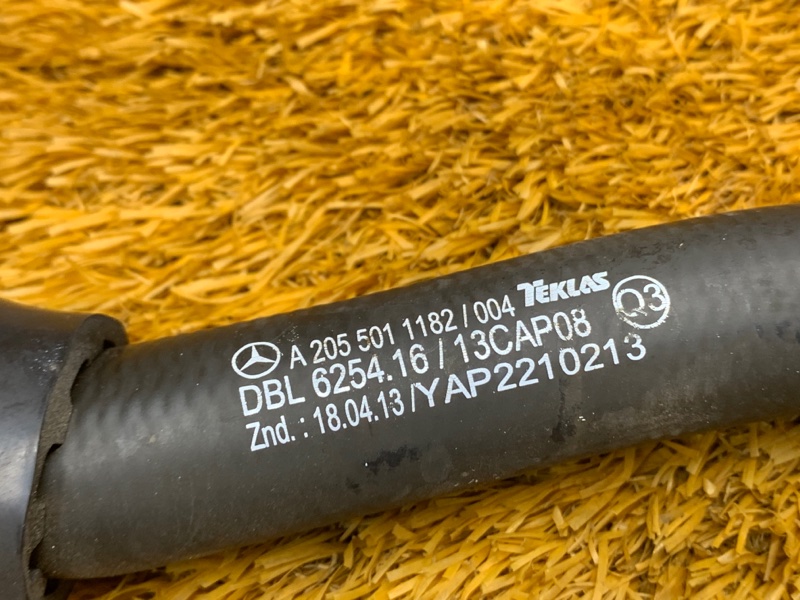 A 205 501 1182 / 004 TEKLAS Q3
DBL 6254.16 / 13CAP08
Znd. : 18.04.13 /YAP2210213